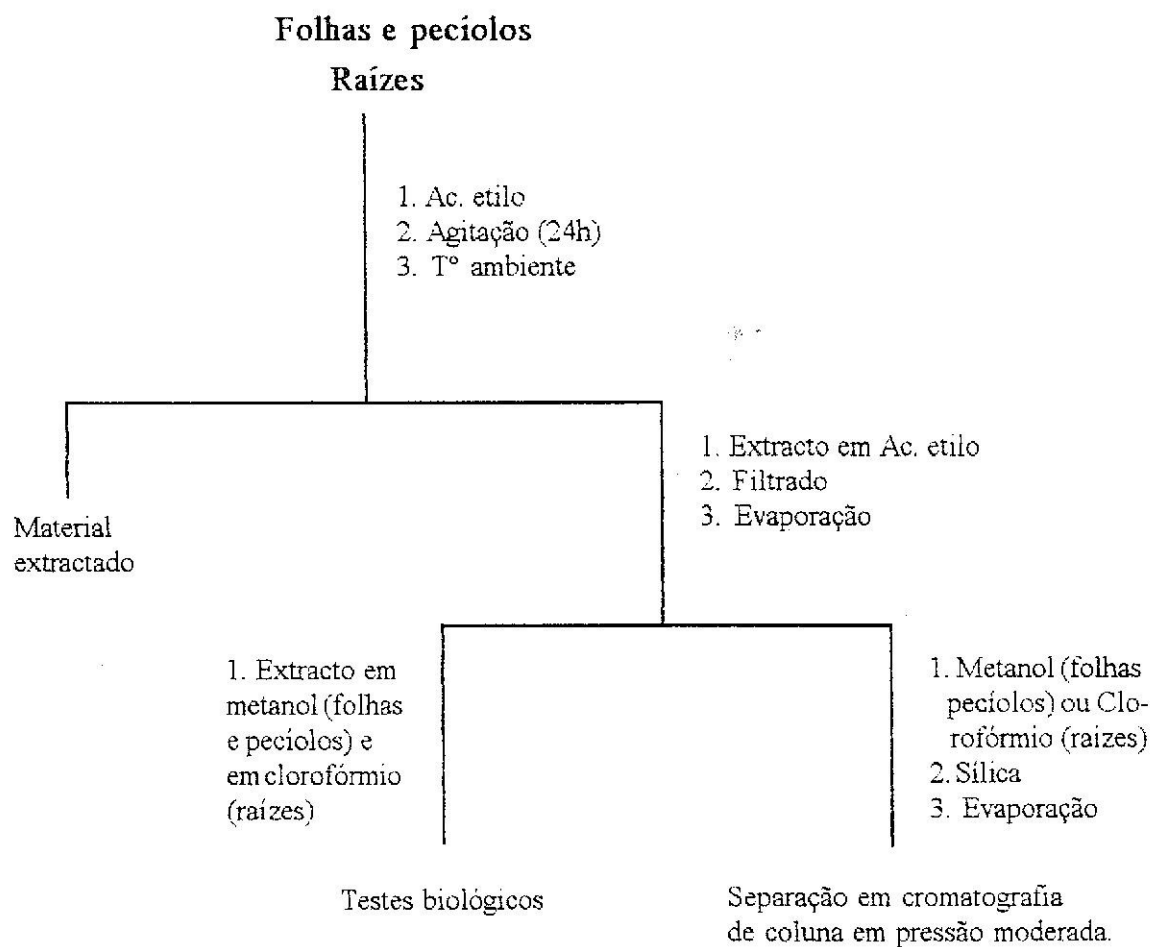 Folhas e pecíolos
Raízes
1. Ac. etilo
2. Agitação (24h)
3. Tº ambiente
1. Extracto em Ac. etilo
2. Filtrado
3. Evaporação
Material
extractado
1. Extracto em
metanol (folhas
e pecíolos) e
em clorofórmio
(raízes)
1. Metanol (folhas
pecíolos) ou Clo-
rofórmio (raizes)
2. Sílica
3. Evaporação
Testes biológicos
Separação em cromatografia
de coluna em pressão moderada.